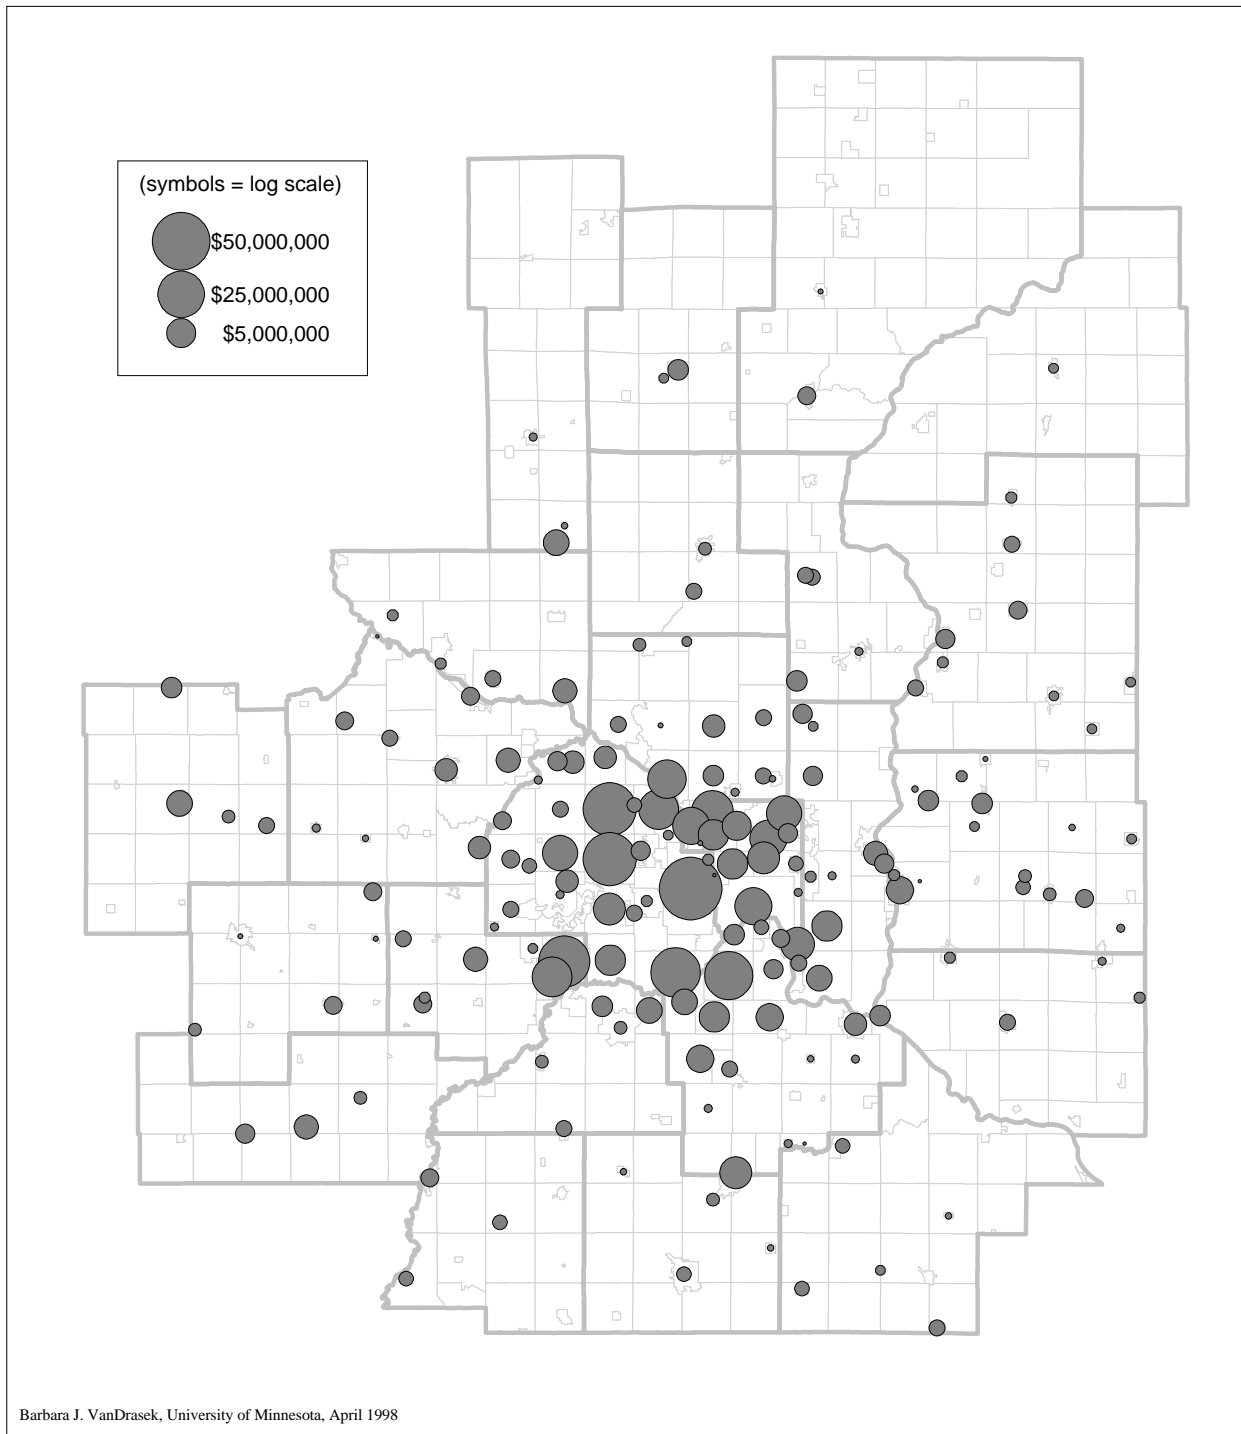 (symbols = log scale)
$50,000,000
$25,000,000
$5,000,000
Barbara J. VanDrasek, University of Minnesota, April 1998